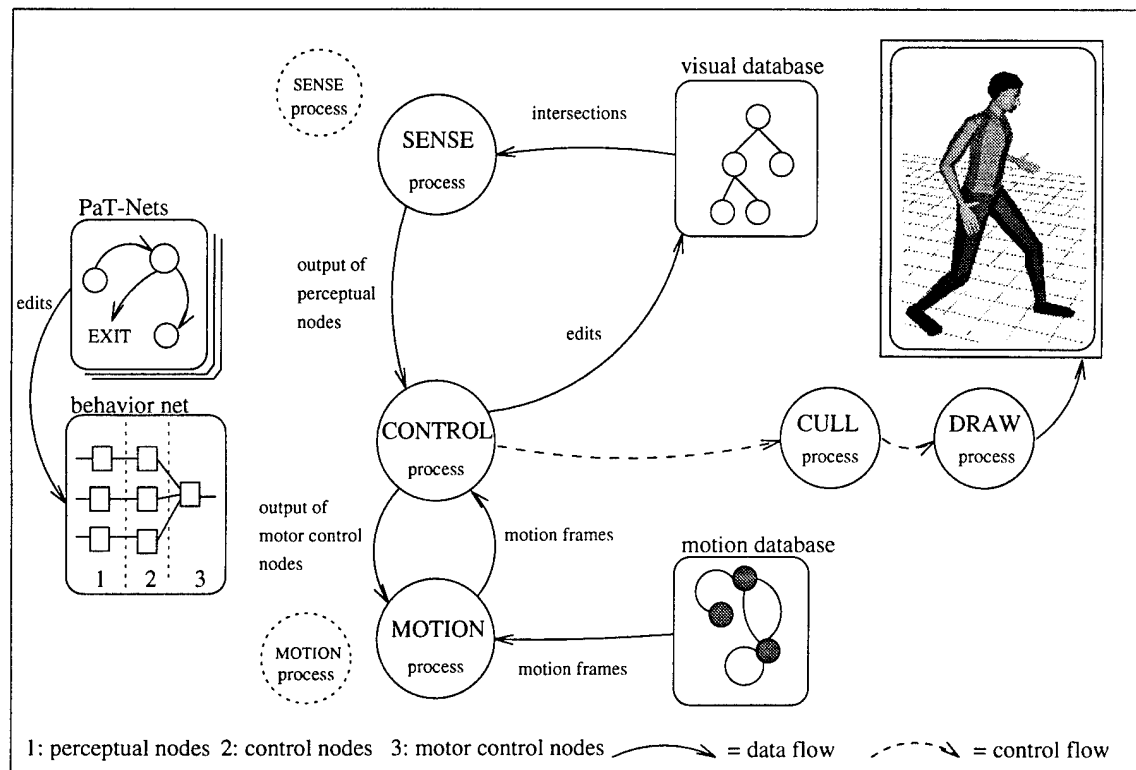 SENSE
process
visual database
intersections
SENSE
process
PaT-Nets
output of
perceptual
nodes
edits
EXIT
edits
behavior net
CONTROL
process
CULL
process
DRAW
process
output of
motor control
nodes
motion frames
motion database
1 2 3
MOTION
process
MOTION
process
motion frames
1: perceptual nodes 2: control nodes 3: motor control nodes = data flow = control flow